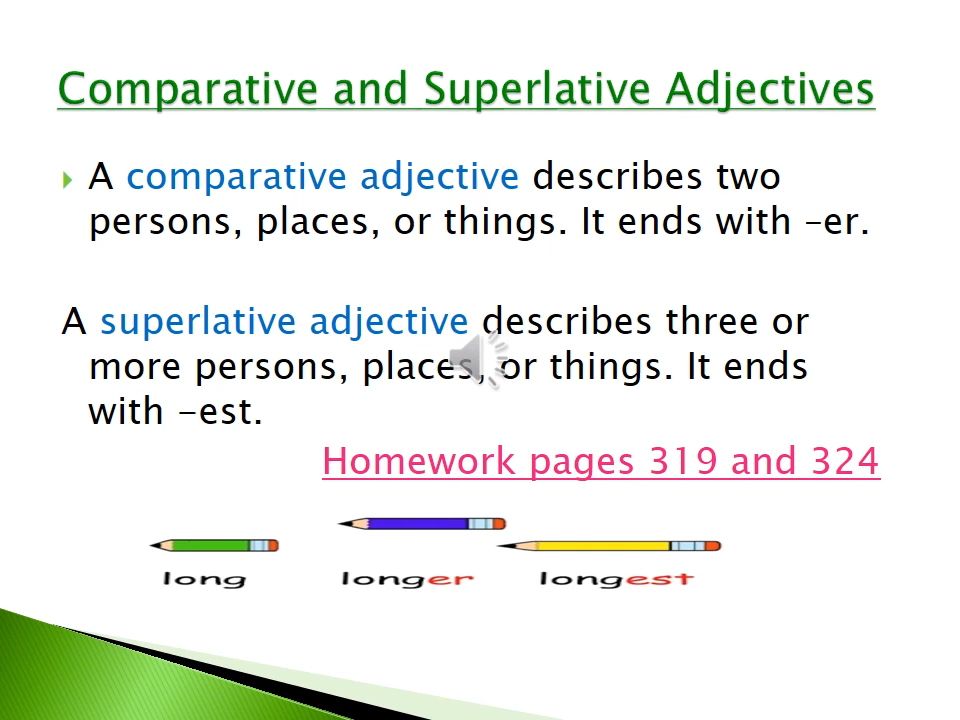 Comparative and Superlative Adjectives
A comparative adjective describes two
persons, places, or things. It ends with –er.
A superlative adjective describes three or
more persons, places, or things. It ends
with -est.
Homework pages 319 and 324
long longer longest